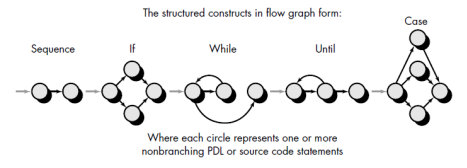 The structured constructs in flow graph form:
Case
Sequence
If
While
Until
Where each circle represents one or more
nonbranching PDL or source code statements